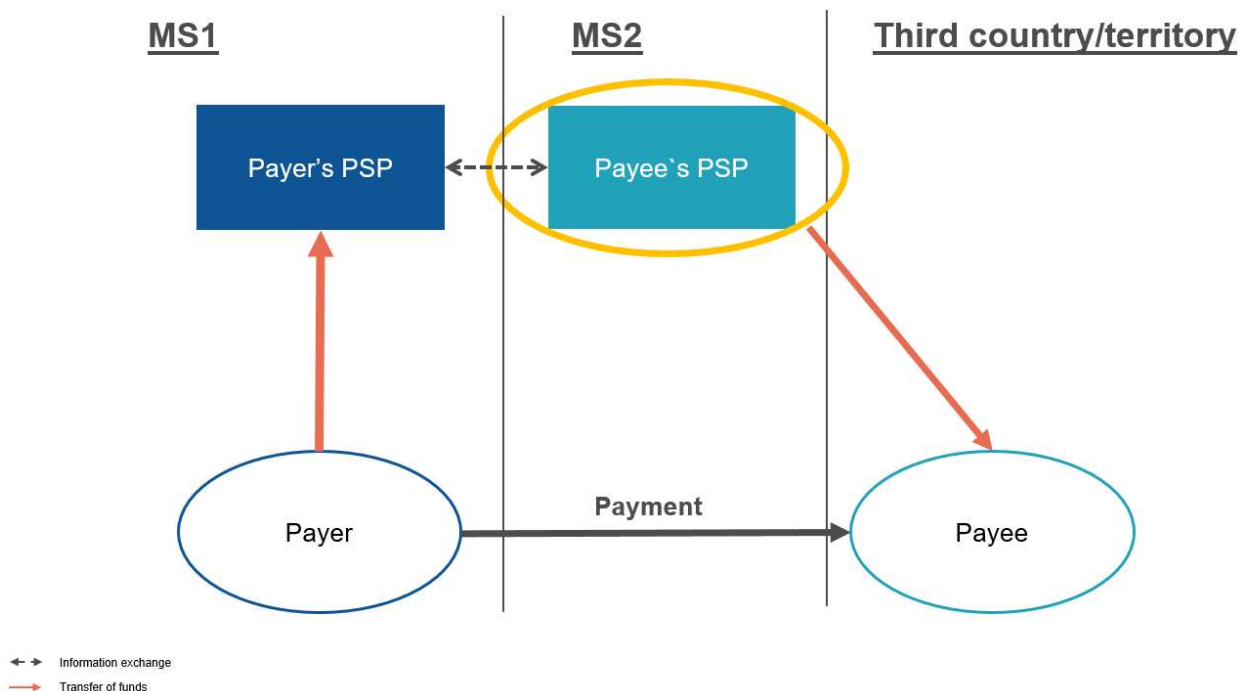 MS1
MS2
Third country/territory
Payer’s PSP
Payee`s PSP
Payment
Payer
Payee
Information exchange
Transfer of funds